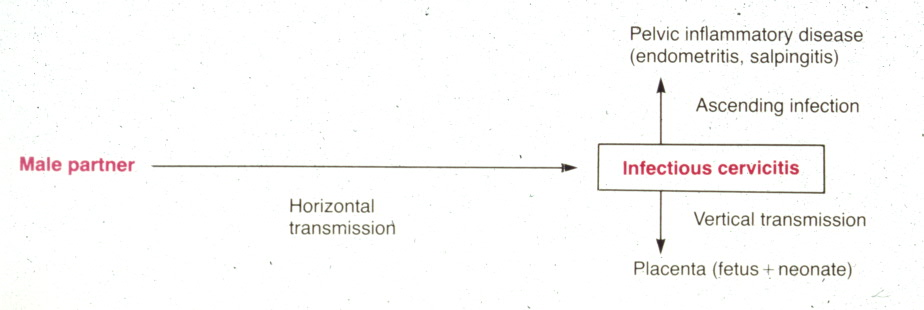 Pelvic inflammatory disease
(endometritis, salpingitis)
Ascending infection
Male partner
Infectious cervicitis
Horizontal
transmission
Vertical transmission
Placenta (fetus + neonate)